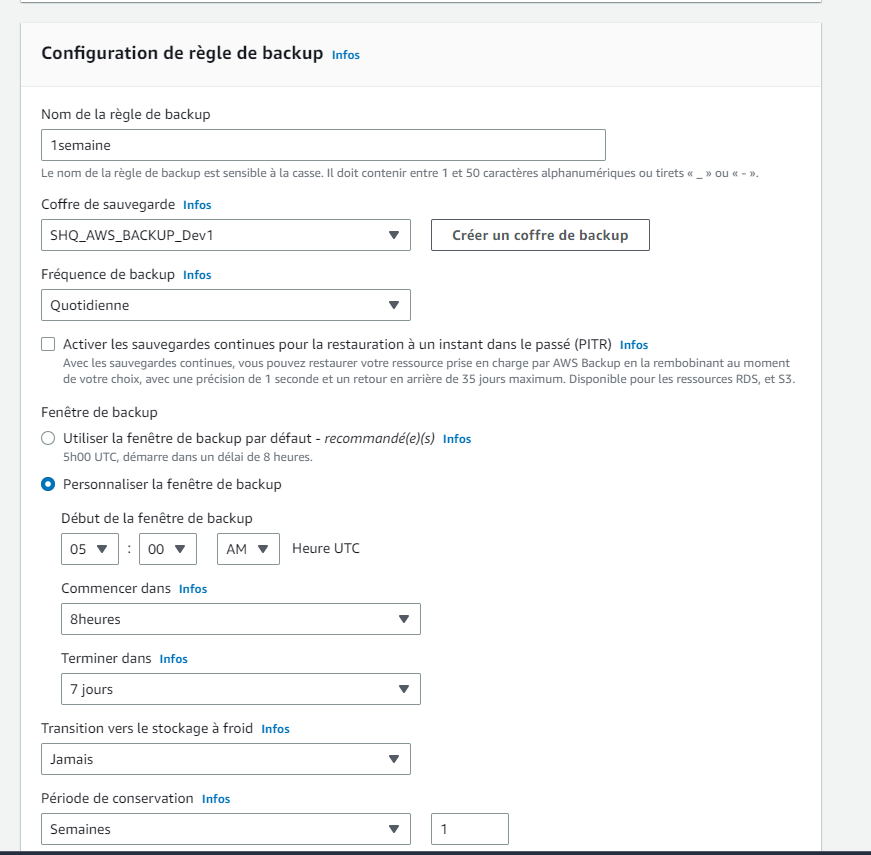 Configuration de règle de backup Infos
Nom de la règle de backup
1semaine
Le nom de la règle de backup est sensible à la casse. Il doit contenir entre 1 et 50 caractères alphanumériques ou tirets « _ » ou « - ».
Coffre de sauvegarde Infos
SHQ_AWS_BACKUP_Dev1
Créer un coffre de backup
Fréquence de backup Infos
Quotidienne
Activer les sauvegardes continues pour la restauration à un instant dans le passé (PITR) Infos
Avec les sauvegardes continues, vous pouvez restaurer votre ressource prise en charge par AWS Backup en la rembobinant au moment
de votre choix, avec une précision de 1 seconde et un retour en arrière de 35 jours maximum. Disponible pour les ressources RDS, et S3.
Fenêtre de backup
Utiliser la fenêtre de backup par défaut - recommandé(e)(s) Infos
5h00 UTC, démarre dans un délai de 8 heures.
Personnaliser la fenêtre de backup
Début de la fenêtre de backup
05 : 00 AM Heure UTC
Commencer dans Infos
8heures
Terminer dans Infos
7 jours
Transition vers le stockage à froid Infos
Jamais
Période de conservation Infos
Semaines 1